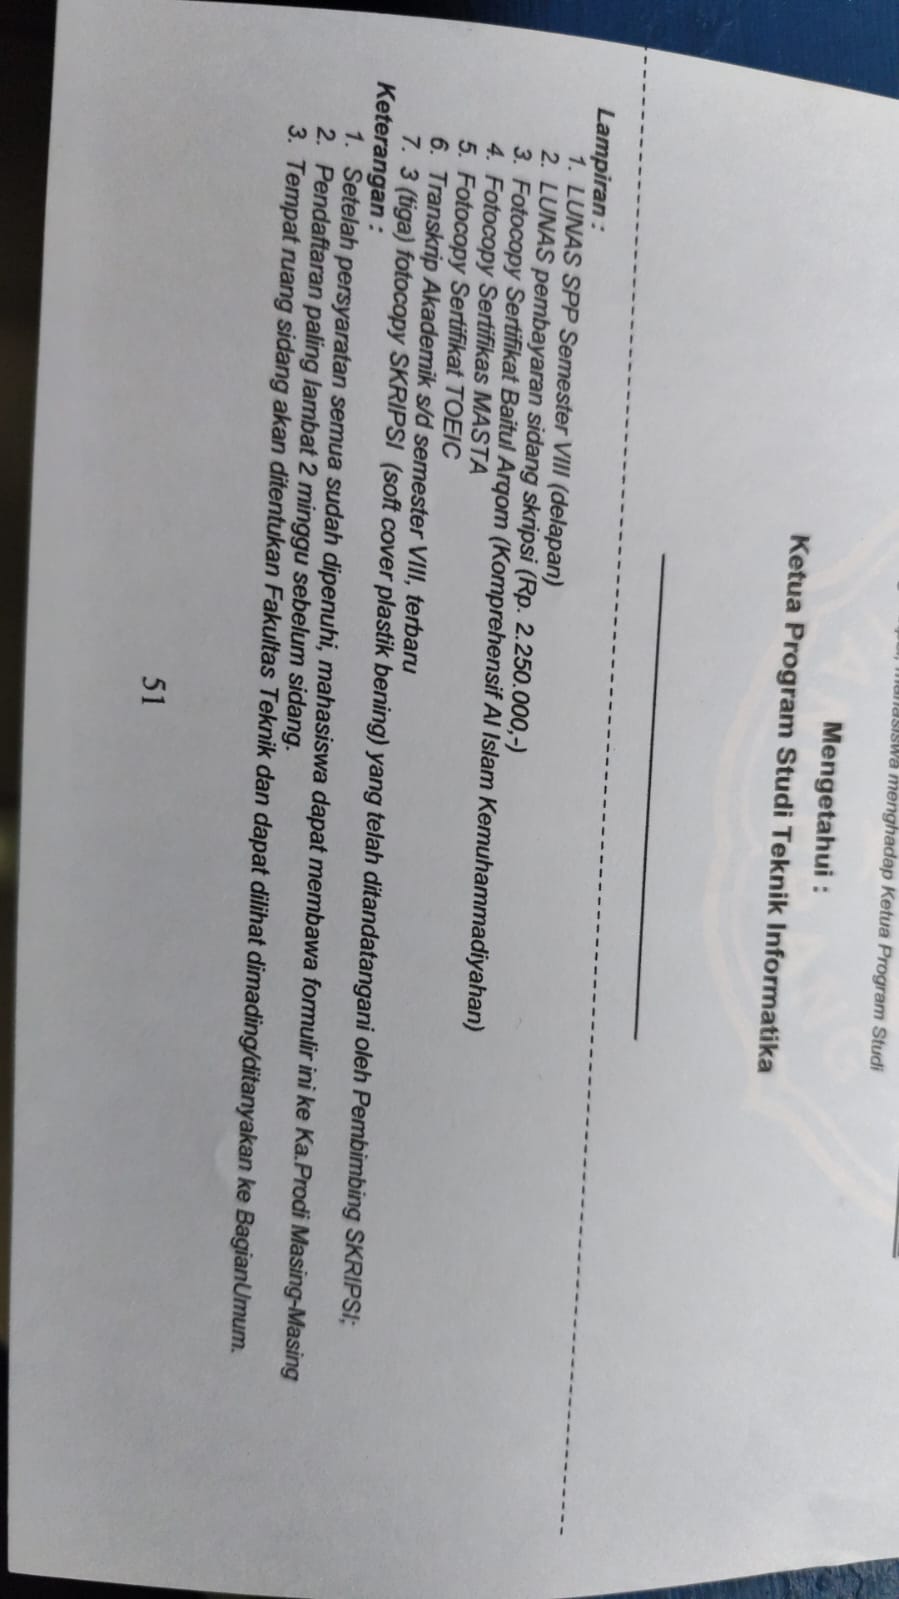 mahasiswa menghadap Ketua Program Studi
Mengetahui :
Ketua Program Studi Teknik Informatika
Lampiran :
1. LUNAS SPP Semester VIII (delapan)
2. LUNAS pembayaran sidang skripsi (Rp. 2.250.000,-)
3. Fotocopy Sertifikat Baitul Arqom (Komprehensif Al Islam Kemuhammadiyahan)
4. Fotocopy Sertifikas MASTA
5. Fotocopy Sertifikat TOEIC
6. Transkrip Akademik s/d semester VIII, terbaru
7. 3 (tiga) fotocopy SKRIPSI (soft cover plastik bening) yang telah ditandatangani oleh Pembimbing SKRIPSI;
Keterangan :
1. Setelah persyaratan semua sudah dipenuhi, mahasiswa dapat membawa formulir ini ke Ka.Prodi Masing-Masing
2. Pendaftaran paling lambat 2 minggu sebelum sidang.
3. Tempat ruang sidang akan ditentukan Fakultas Teknik dan dapat dilihat dimading/ditanyakan ke BagianUmum.
51